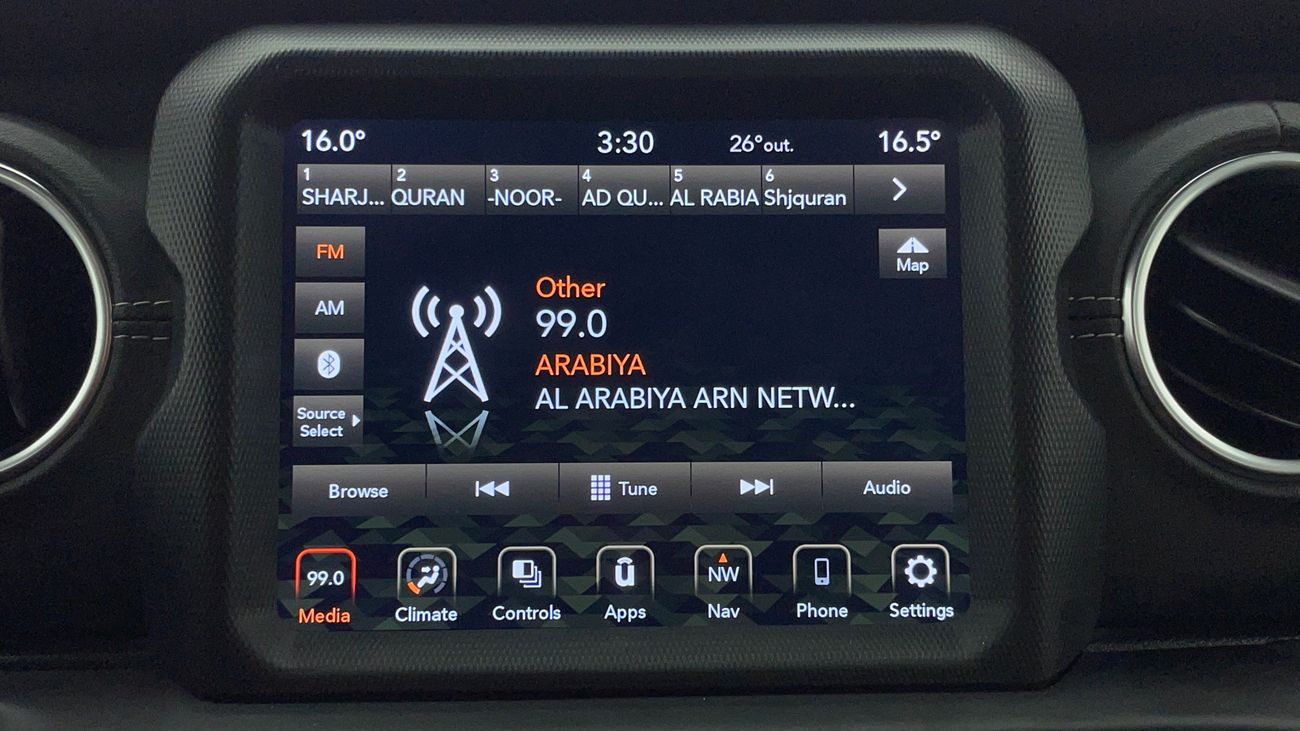 16.0° 3:30 26°out. 16.5°
1 SHARJ... 2 QURAN 3 -NOOR- 4 AD QU... 5 AL RABIA 6 Shjquran
FM
Map
AM
Other
99.0
ARABIYA
AL ARABIYA ARN NETW...
Source
Select
Browse Tune Audio
99.0 NW
Media Climate Controls Apps Nav Phone Settings